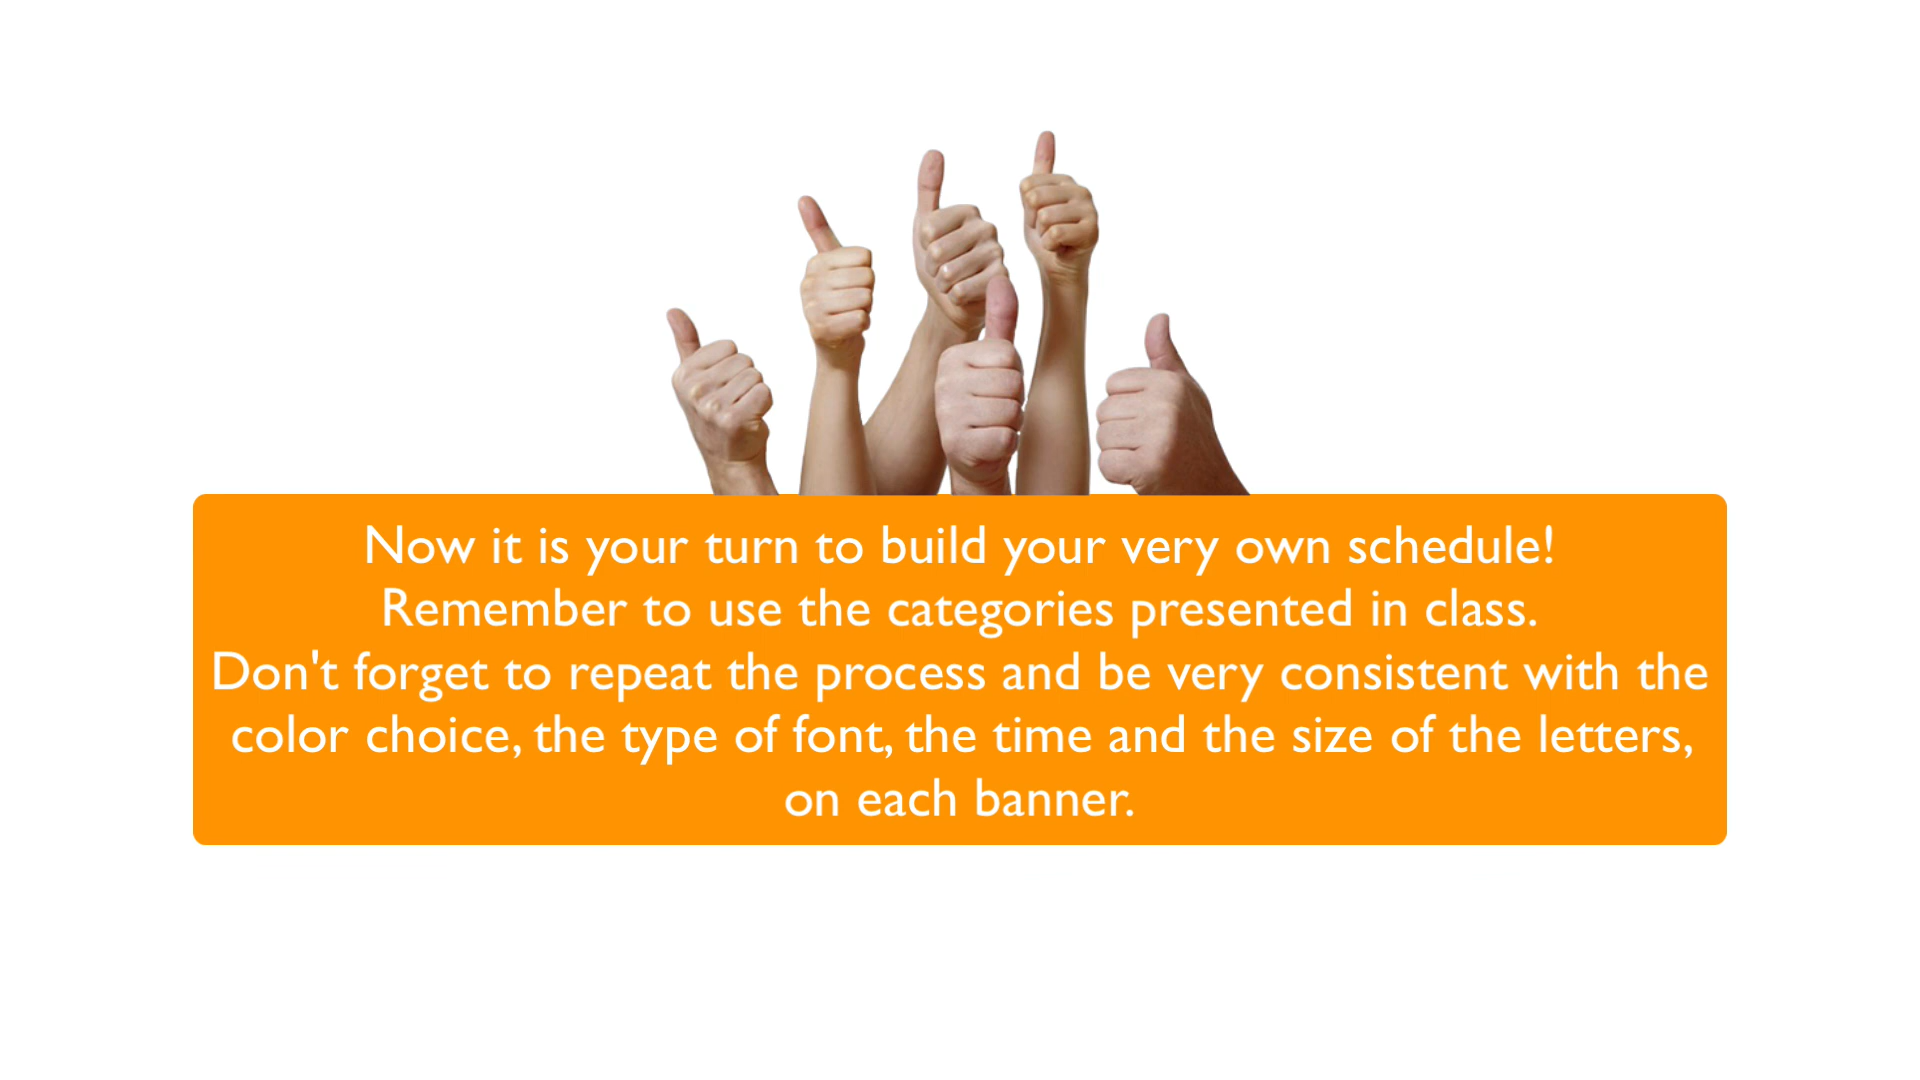 Now it is your turn to build your very own schedule!
Remember to use the categories presented in class.
Don't forget to repeat the process and be very consistent with the
color choice, the type of font, the time and the size of the letters,
on each banner.